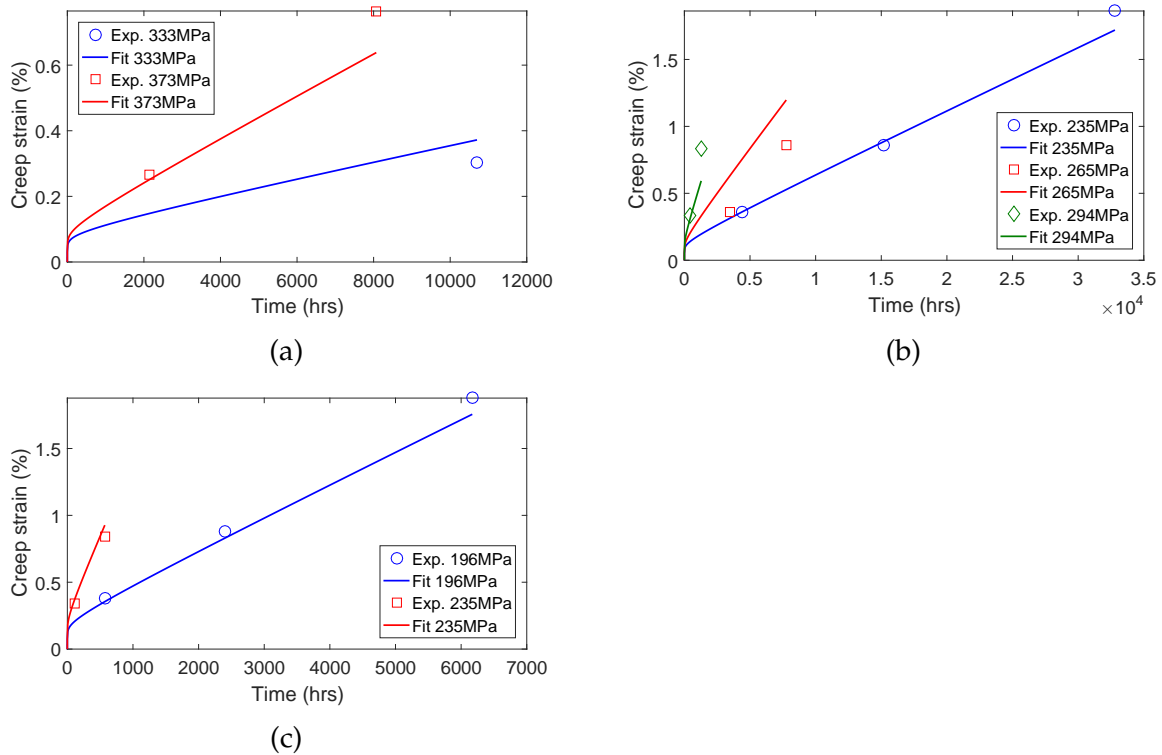 Creep strain (%)
0.6
0.4
0.2
0
Exp. 333MPa
Fit 333MPa
Exp. 373MPa
Fit 373MPa
0 2000 4000 6000 8000 10000 12000
Time (hrs)
(a)
Creep strain (%)
1.5
1
0.5
0
Exp. 235MPa
Fit 235MPa
Exp. 265MPa
Fit 265MPa
Exp. 294MPa
Fit 294MPa
0 0.5 1 1.5 2 2.5 3 3.5
Time (hrs) ×10⁴
(b)
Creep strain (%)
1.5
1
0.5
0
Exp. 196MPa
Fit 196MPa
Exp. 235MPa
Fit 235MPa
0 1000 2000 3000 4000 5000 6000 7000
Time (hrs)
(c)